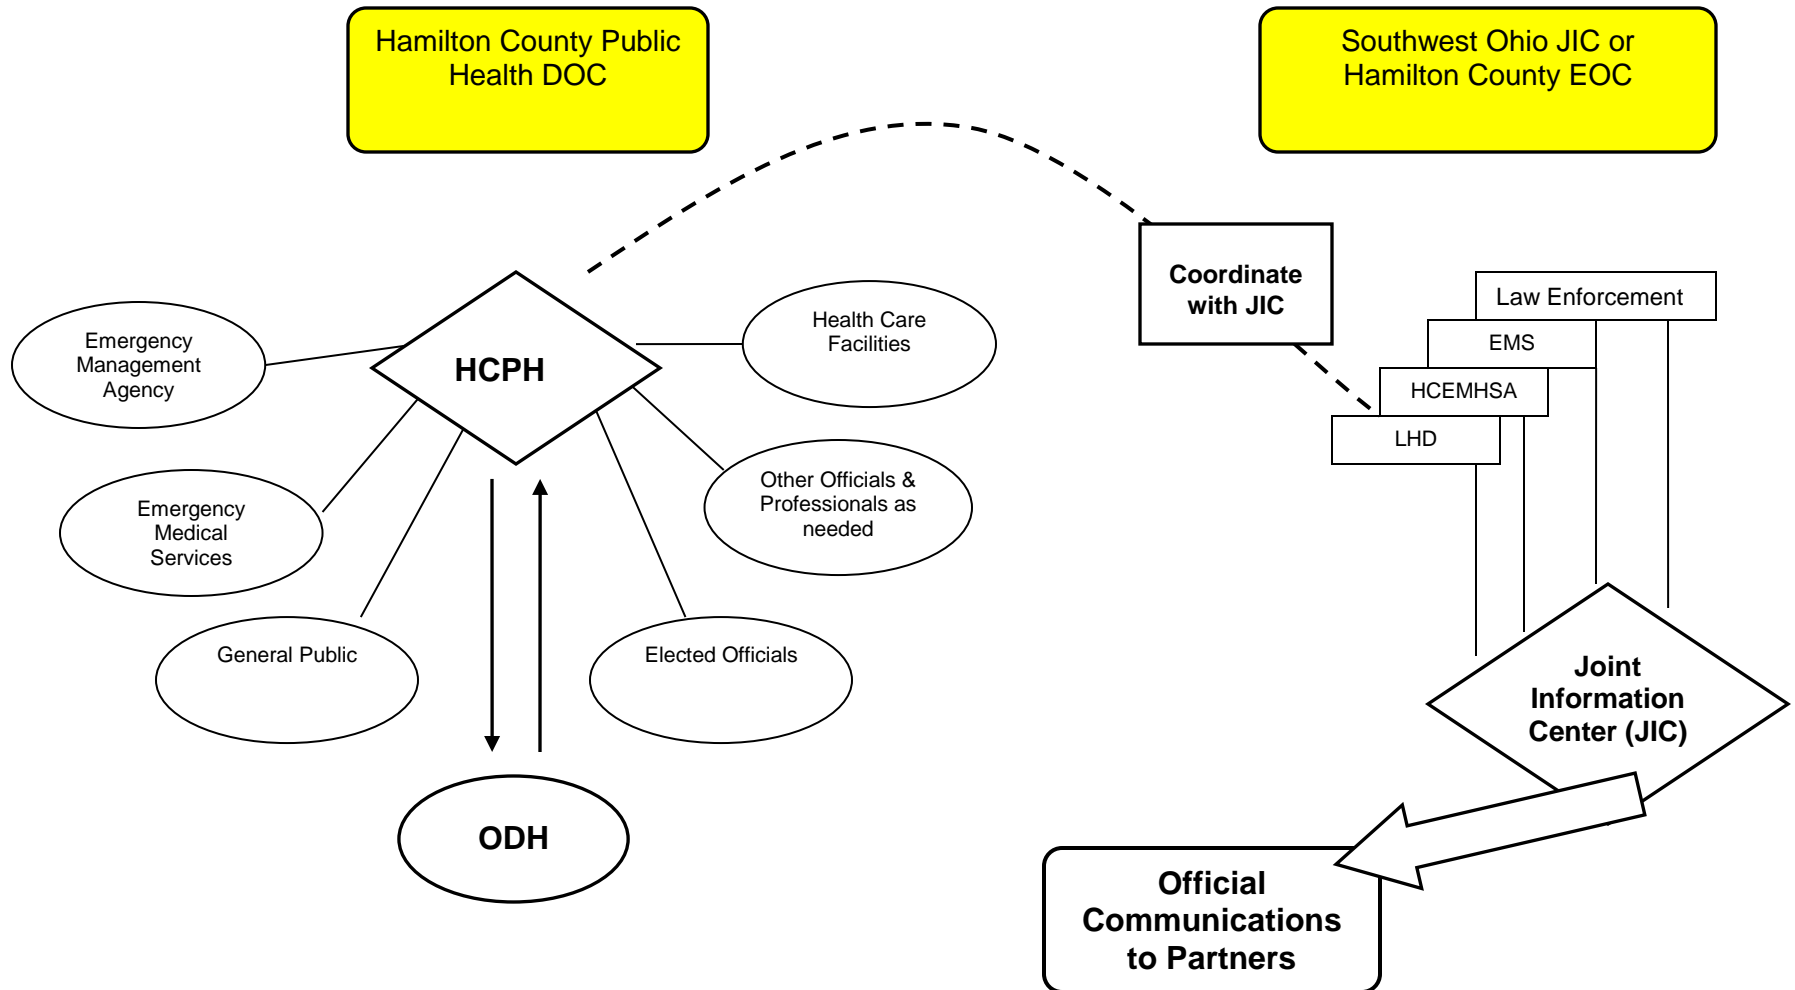 Hamilton County Public
Health DOC
Southwest Ohio JIC or
Hamilton County EOC
Coordinate
with JIC
Law Enforcement
EMS
HCEMHSA
LHD
Emergency
Management
Agency
HCPH
Health Care
Facilities
Emergency
Medical
Services
Other Officials &
Professionals as
needed
General Public
Elected Officials
ODH
Joint
Information
Center (JIC)
Official
Communications
to Partners